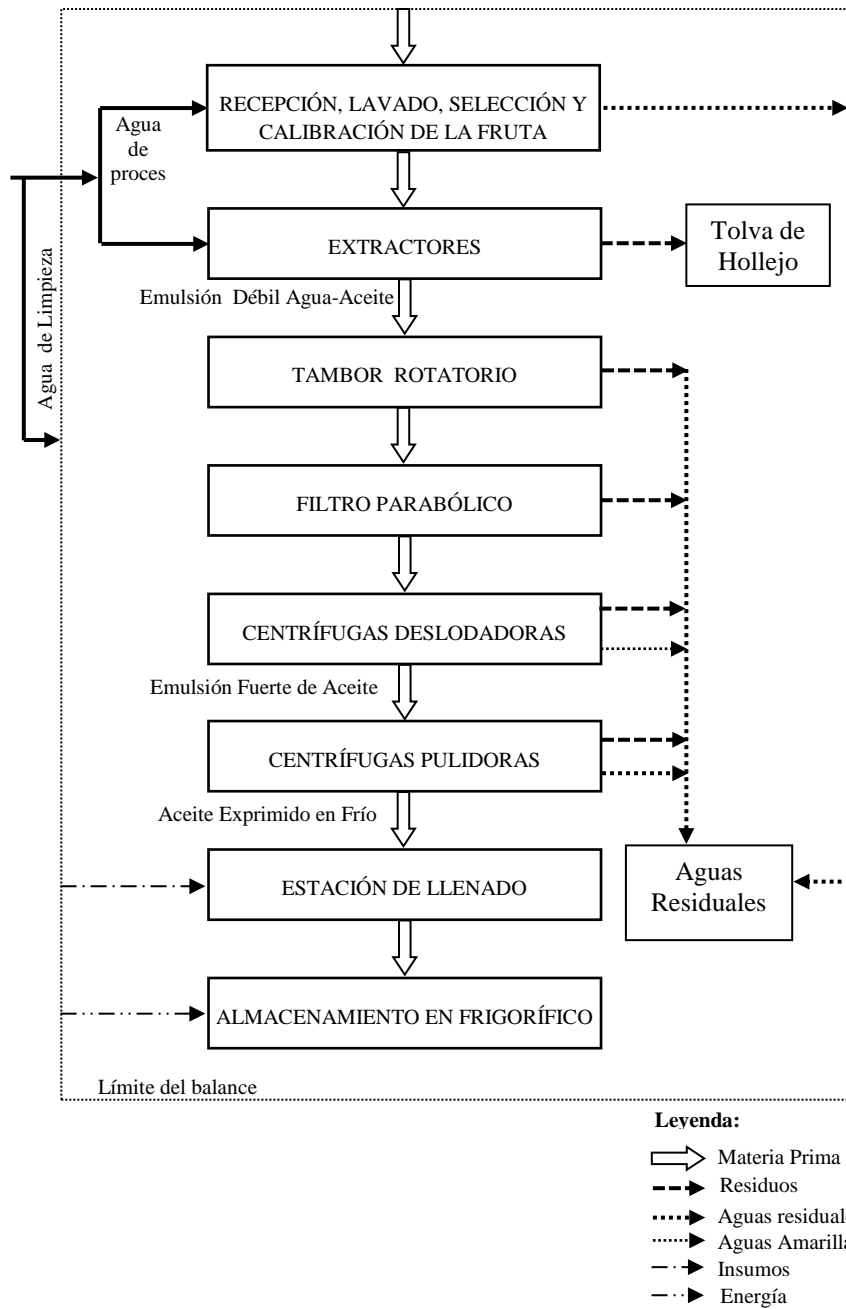 RECEPCIÓN, LAVADO, SELECCIÓN Y
CALIBRACIÓN DE LA FRUTA
Agua
de
proces
EXTRACTORES
Tolva de
Hollejo
Agua de Limpieza
Emulsión Débil Agua-Aceite
TAMBOR ROTATORIO
FILTRO PARABÓLICO
CENTRÍFUGAS DESLODADORAS
Emulsión Fuerte de Aceite
CENTRÍFUGAS PULIDORAS
Aceite Exprimido en Frío
ESTACIÓN DE LLENADO
Aguas
Residuales
ALMACENAMIENTO EN FRIGORÍFICO
Límite del balance
Leyenda:
Materia Prima
Residuos
Aguas residuale
Aguas Amarilla
Insumos
Energía